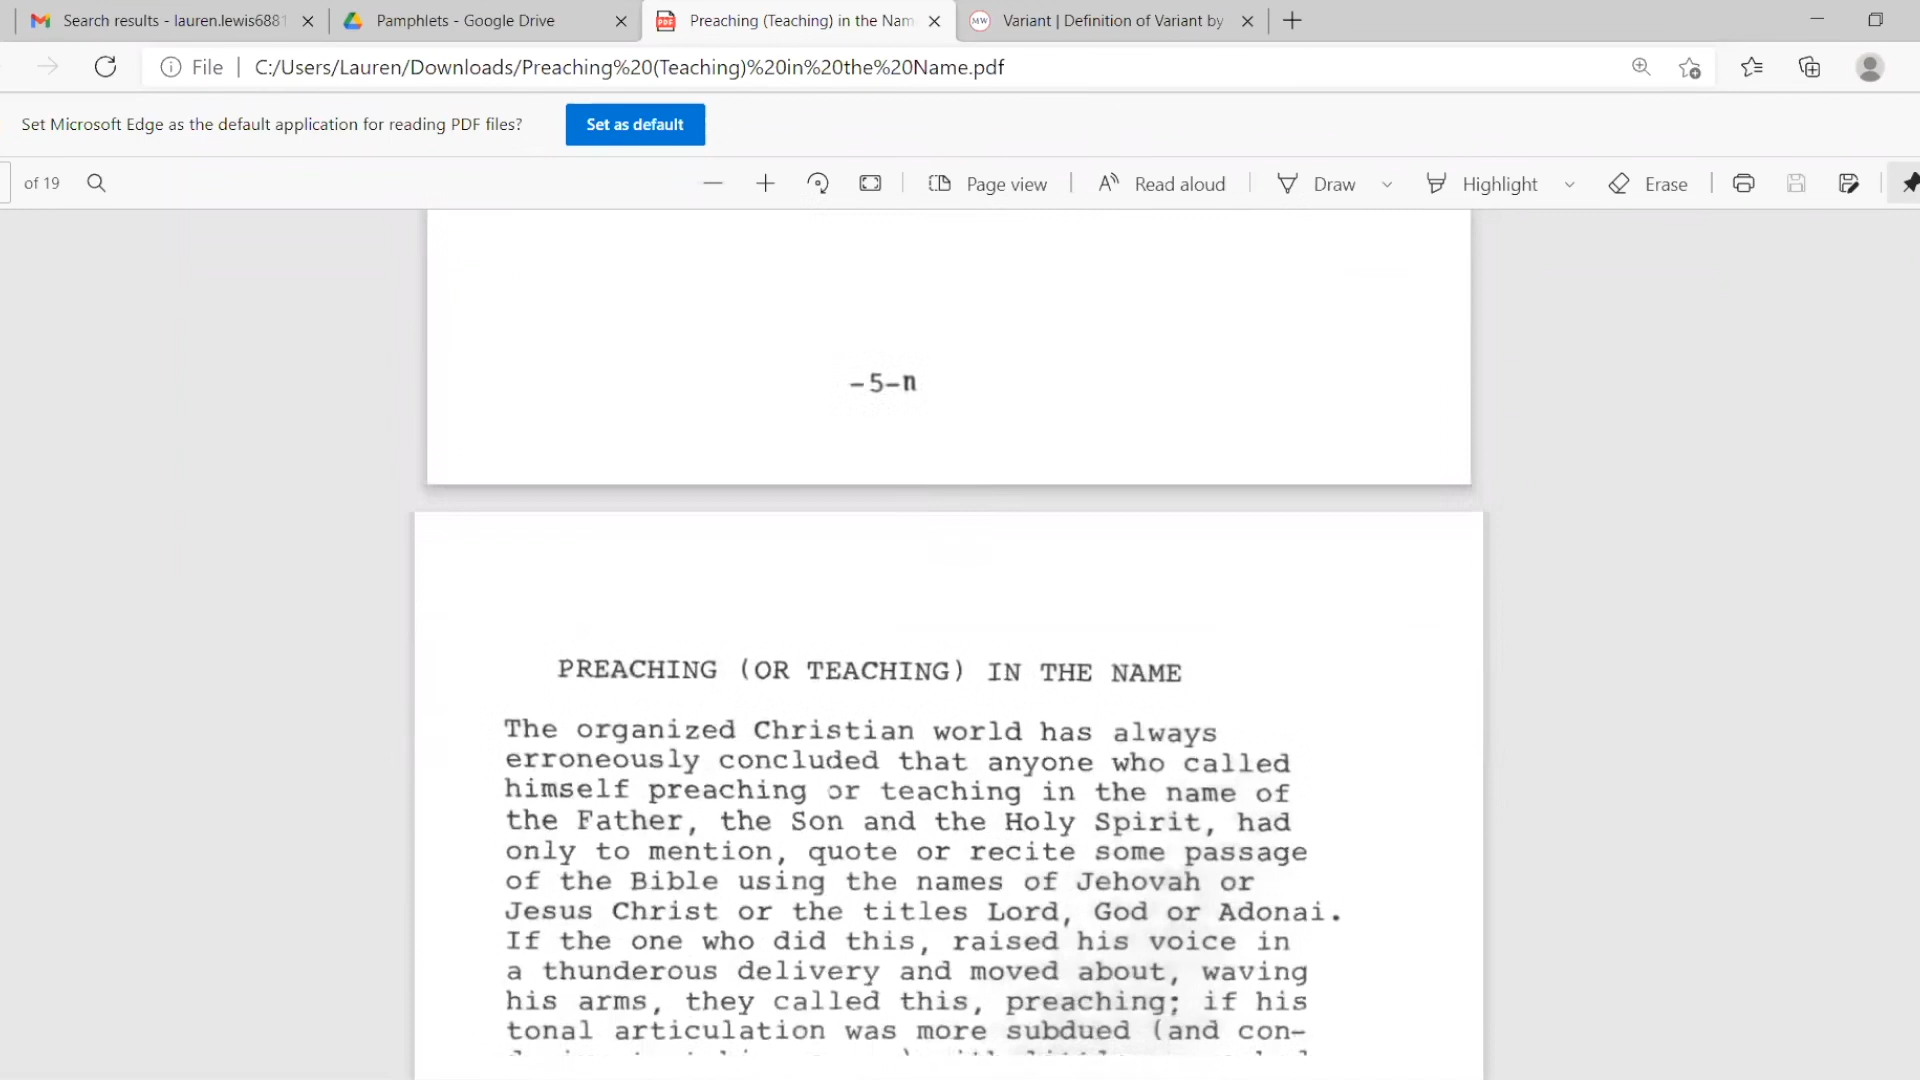 Search results - lauren.lewis6881
Pamphlets - Google Drive
Preaching (Teaching) in the Nam
Variant | Definition of Variant by
File | C:/Users/Lauren/Downloads/Preaching%20(Teaching)%20in%20the%20Name.pdf
Set Microsoft Edge as the default application for reading PDF files?
Set as default
of 19
Page view
Read aloud
Draw
Highlight
Erase
-5-n
PREACHING (OR TEACHING) IN THE NAME
The organized Christian world has always
erroneously concluded that anyone who called
himself preaching or teaching in the name of
the Father, the Son and the Holy Spirit, had
only to mention, quote or recite some passage
of the Bible using the names of Jehovah or
Jesus Christ or the titles Lord, God or Adonai.
If the one who did this, raised his voice in
a thunderous delivery and moved about, waving
his arms, they called this, preaching; if his
tonal articulation was more subdued (and con-